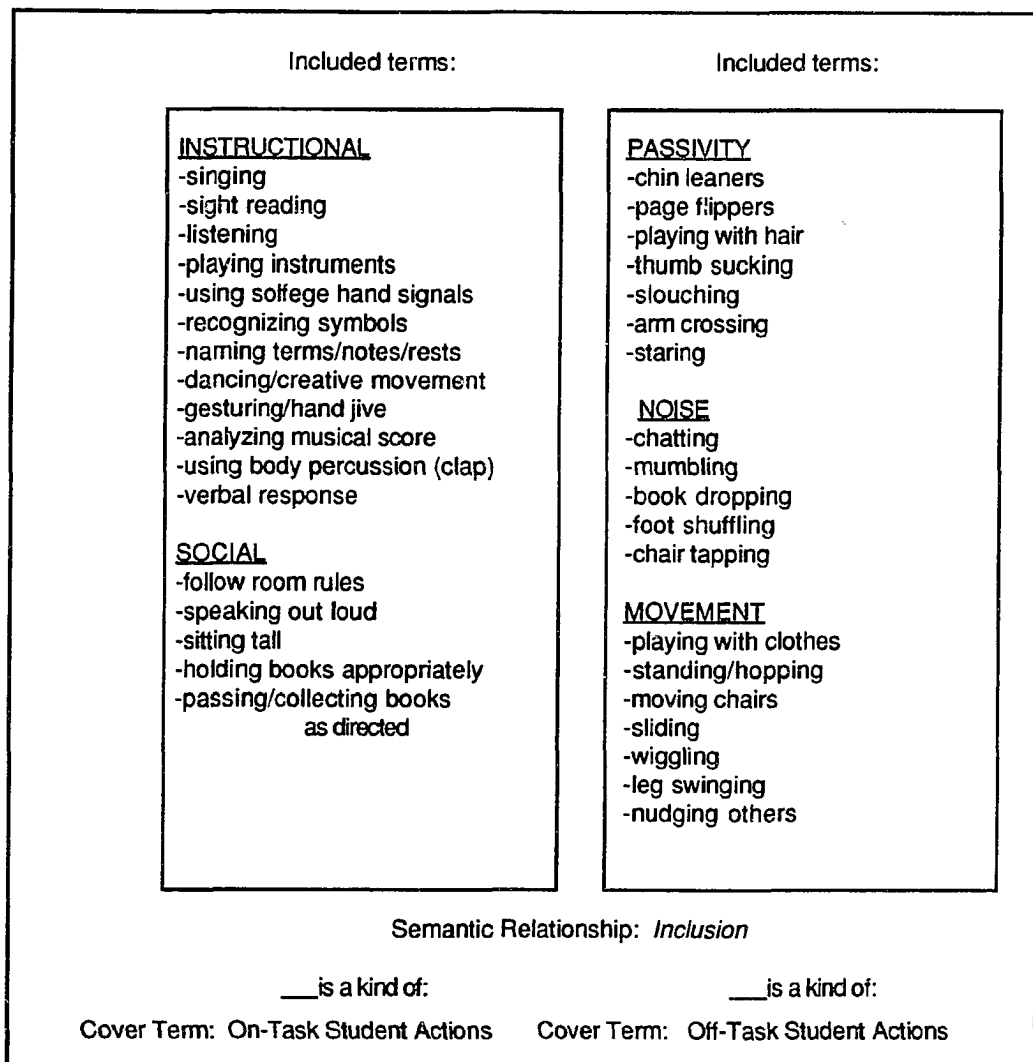 Included terms:
INSTRUCTIONAL
-singing
-sight reading
-listening
-playing instruments
-using solfege hand signals
-recognizing symbols
-naming terms/notes/rests
-dancing/creative movement
-gesturing/hand jive
-analyzing musical score
-using body percussion (clap)
-verbal response
SOCIAL
-follow room rules
-speaking out loud
-sitting tall
-holding books appropriately
-passing/collecting books
as directed
Included terms:
PASSIVITY
-chin leaners
-page flippers
-playing with hair
-thumb sucking
-slouching
-arm crossing
-staring
NOISE
-chatting
-mumbling
-book dropping
-foot shuffling
-chair tapping
MOVEMENT
-playing with clothes
-standing/hopping
-moving chairs
-sliding
-wiggling
-leg swinging
-nudging others
Semantic Relationship: Inclusion
___is a kind of:
Cover Term: On-Task Student Actions
___is a kind of:
Cover Term: Off-Task Student Actions